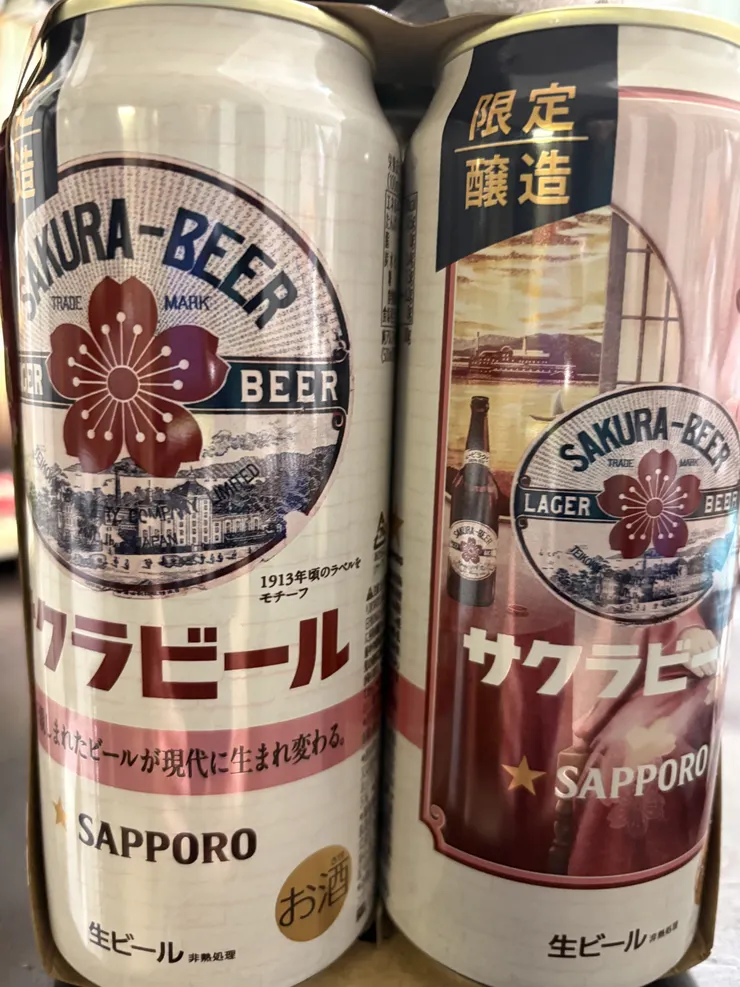 造
SAKURA-BEER
TRADE MARK
BEER
LIMITED
1913年頃のラベルを
モチーフ
クラビール
まれたビールが現代に生まれ変わる。
SAPPORO
お酒
生ビール 非熱処理
限定
醸造
SAKURA-BEER
TRADE MARK
LAGER BEER
SAKURA-BEER
サクラビー
SAPPORO
生ビール 非熱処理